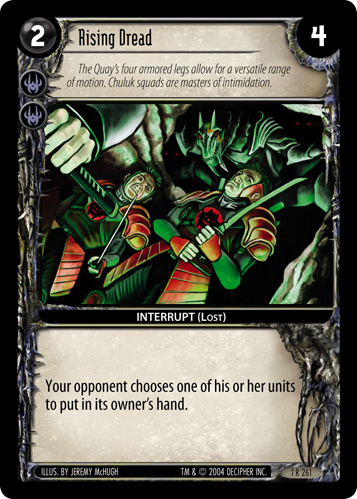 2
Rising Dread
4
The Quay's four armored legs allow for a versatile range
of motion. Chuluk squads are masters of intimidation.
INTERRUPT (LOST)
Your opponent chooses one of his or her units
to put in its owner's hand.
ILLUS. BY JEREMY McHUGH
TM & © 2004 DECIPHER INC.
1 R 261